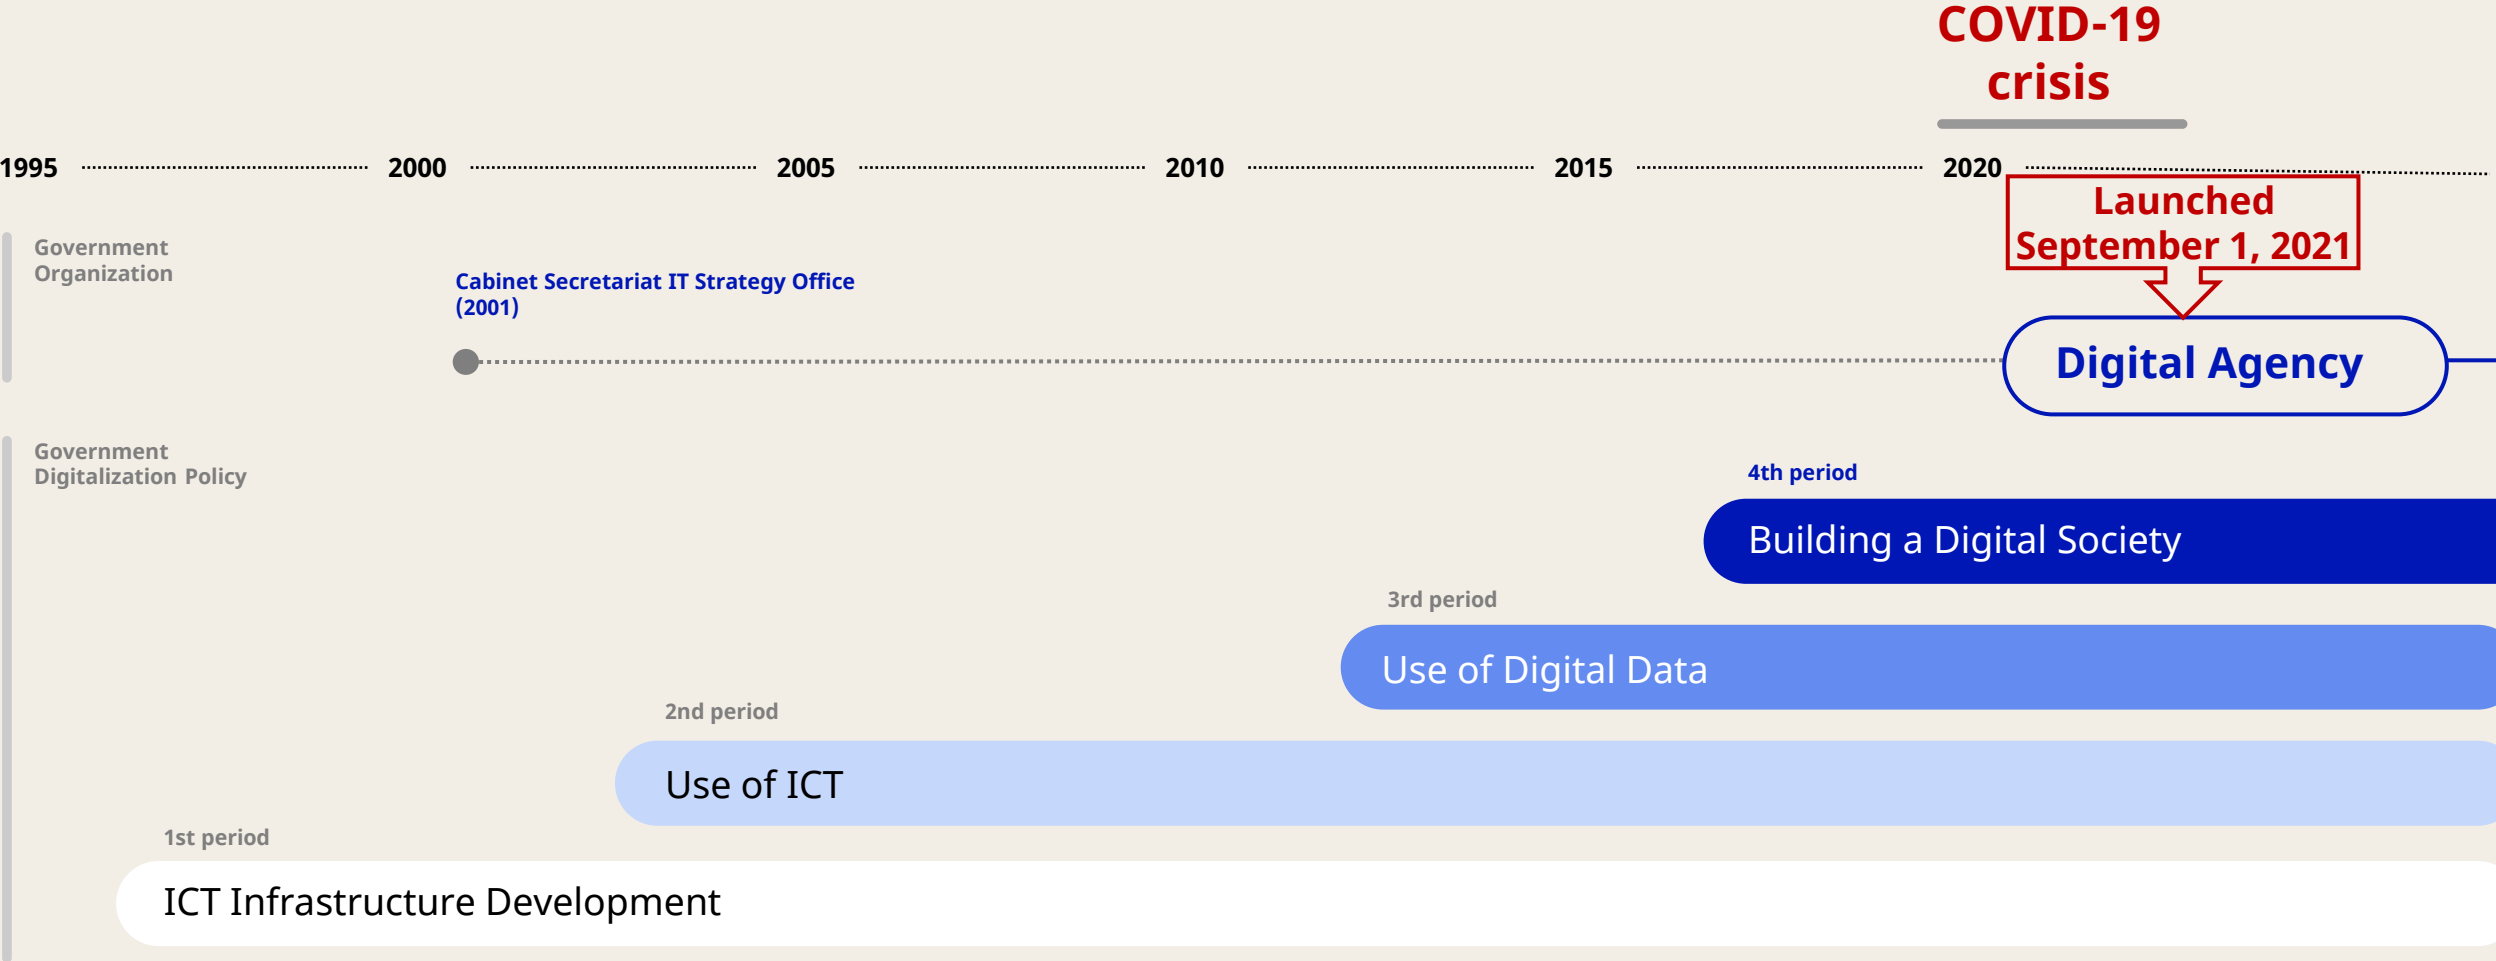 COVID-19
crisis
1995 2000 2005 2010 2015 2020
Launched
September 1, 2021
Government
Organization
Cabinet Secretariat IT Strategy Office
(2001)
Digital Agency
Government
Digitalization Policy
4th period
Building a Digital Society
3rd period
Use of Digital Data
2nd period
Use of ICT
1st period
ICT Infrastructure Development